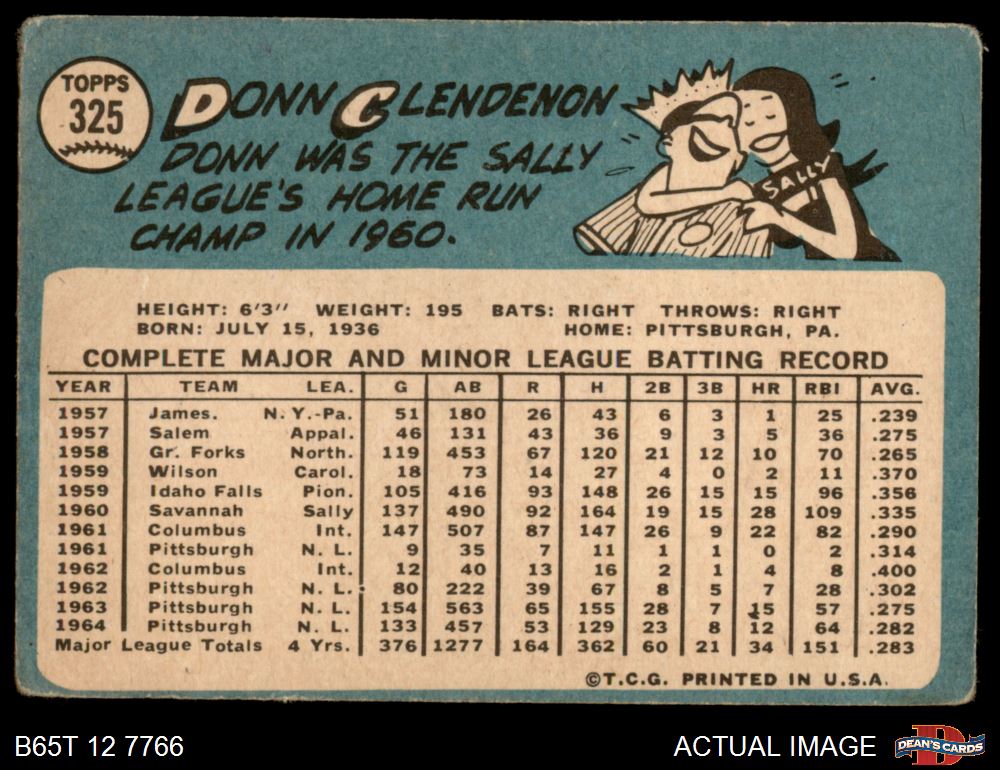 TOPPS
325
DONN CLENDENON
DONN WAS THE SALLY
LEAGUE'S HOME RUN
CHAMP IN 1960.
SALLY
HEIGHT: 6'3" WEIGHT: 195 BATS: RIGHT THROWS: RIGHT
BORN: JULY 15, 1936 HOME: PITTSBURGH, PA.
COMPLETE MAJOR AND MINOR LEAGUE BATTING RECORD
YEAR TEAM LEA. G AB R H 2B 3B HR RBI AVG.
1957 James. N.Y.-Pa. 51 180 26 43 6 3 1 25 .239
1957 Salem Appal. 46 131 43 36 9 3 5 36 .275
1958 Gr. Forks North. 119 453 67 120 21 12 10 70 .265
1959 Wilson Carol. 18 73 14 27 4 0 2 11 .370
1959 Idaho Falls Pion. 105 416 93 148 26 15 15 96 .356
1960 Savannah Sally 137 490 92 164 19 15 28 109 .335
1961 Columbus Int. 147 507 87 147 26 9 22 82 .290
1961 Pittsburgh N. L. 9 35 7 11 1 1 0 2 .314
1962 Columbus Int. 12 40 13 16 2 1 4 8 .400
1962 Pittsburgh N. L. 80 222 39 67 8 5 7 28 .302
1963 Pittsburgh N. L. 154 563 65 155 28 7 15 57 .275
1964 Pittsburgh N. L. 133 457 53 129 23 8 12 64 .282
Major League Totals 4 Yrs. 376 1277 164 362 60 21 34 151 .283
©T.C.G. PRINTED IN U.S.A.
B65T 12 7766
ACTUAL IMAGE
DEAN'S CARDS